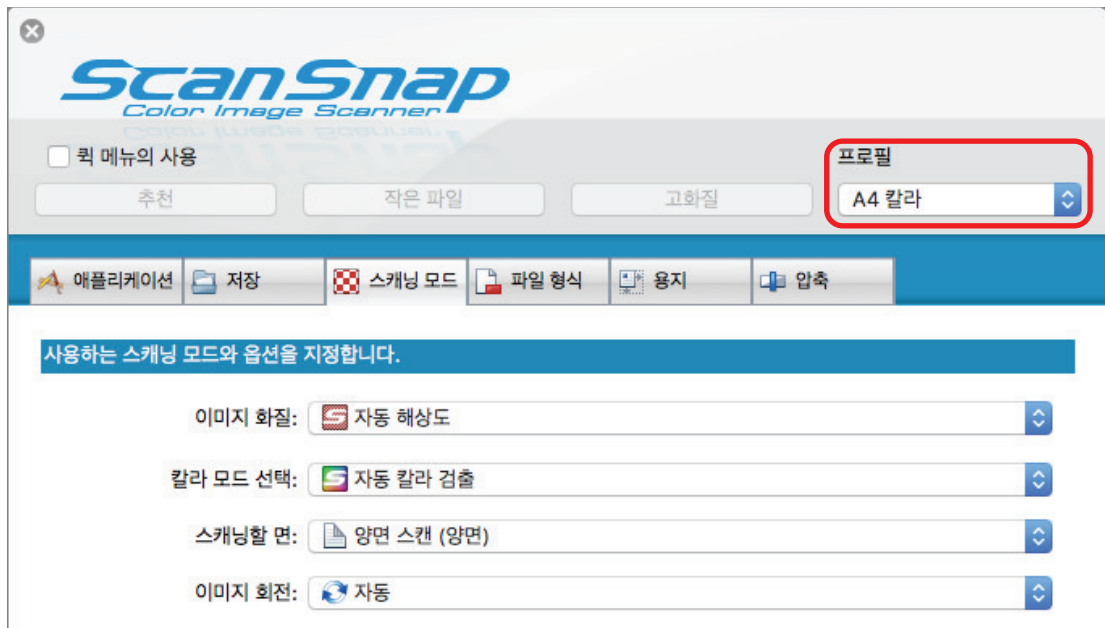 ScanSnap
Color Image Scanner
퀵 메뉴의 사용
프로필
추천
작은 파일
고화질
A4 칼라
애플리케이션
저장
스캐닝 모드
파일 형식
용지
압축
사용하는 스캐닝 모드와 옵션을 지정합니다.
이미지 화질: 자동 해상도
칼라 모드 선택: 자동 칼라 검출
스캐닝할 면: 양면 스캔 (양면)
이미지 회전: 자동